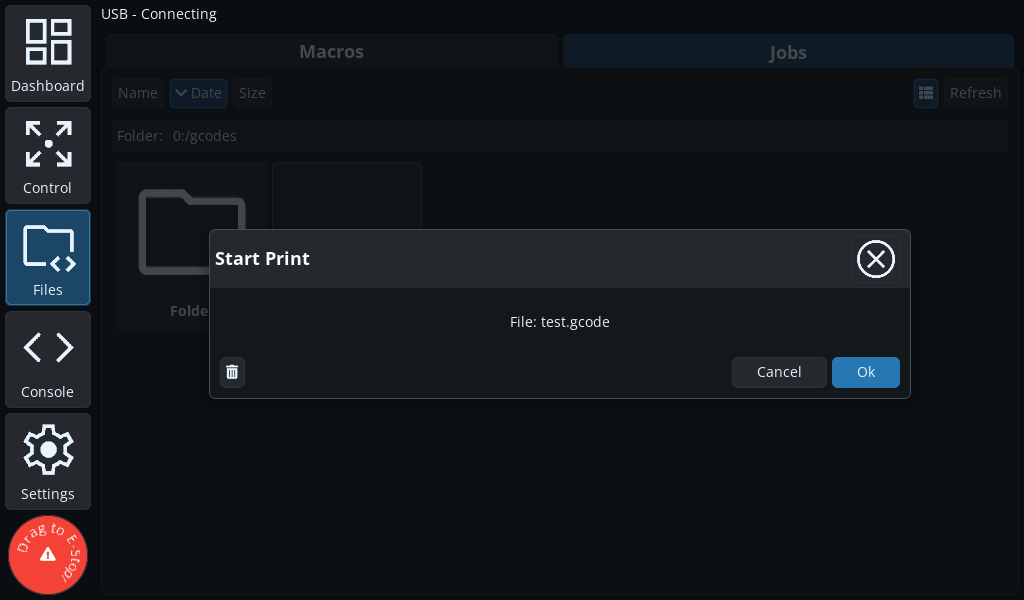 USB - Connecting
Dashboard
Control
Files
Console
Settings
Drag to E-Stop!
Macros
Jobs
Name
Date
Size
Refresh
Folder: 0:/gcodes
Start Print
File: test.gcode
Cancel
Ok